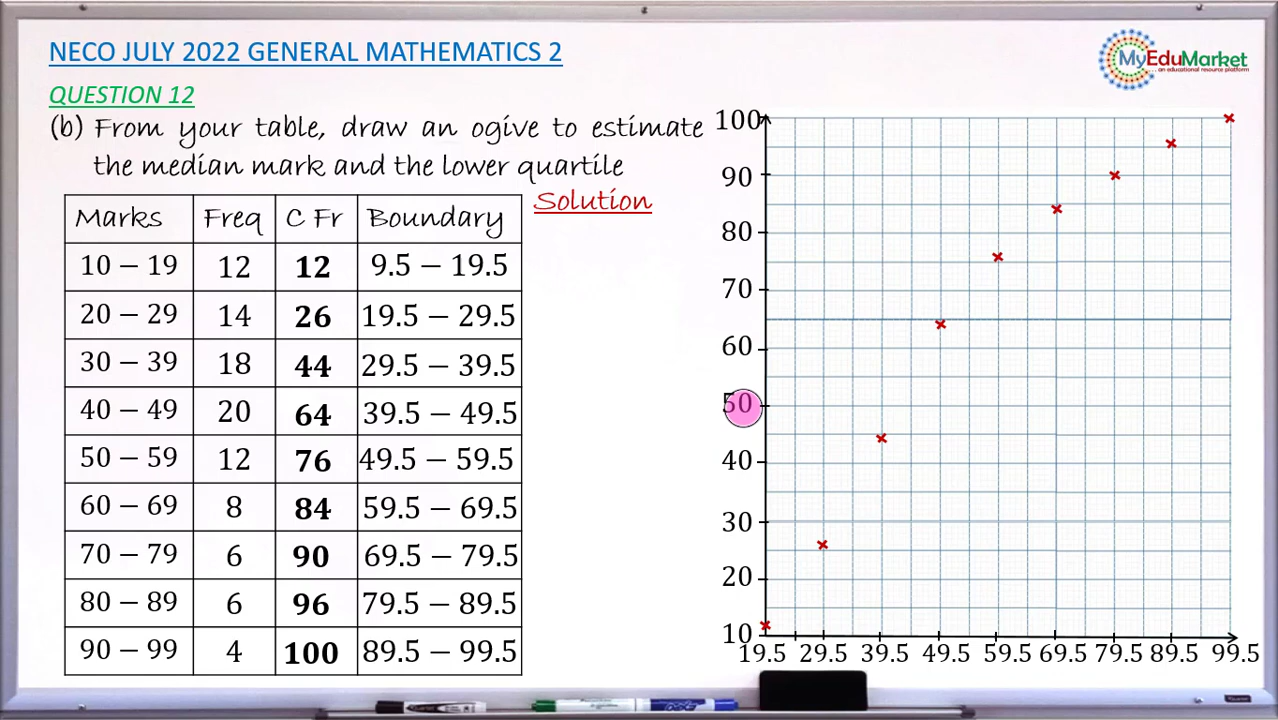 NECO JULY 2022 GENERAL MATHEMATICS 2
MyEduMarket
...an educational resource platform
QUESTION 12
(b) From your table, draw an ogive to estimate
the median mark and the lower quartile
Solution
Marks Freq C Fr Boundary
10 – 19 12 12 9.5 – 19.5
20 – 29 14 26 19.5 – 29.5
30 – 39 18 44 29.5 – 39.5
40 – 49 20 64 39.5 – 49.5
50 – 59 12 76 49.5 – 59.5
60 – 69 8 84 59.5 – 69.5
70 – 79 6 90 69.5 – 79.5
80 – 89 6 96 79.5 – 89.5
90 – 99 4 100 89.5 – 99.5
100
90
80
70
60
50
40
30
20
10
19.5 29.5 39.5 49.5 59.5 69.5 79.5 89.5 99.5